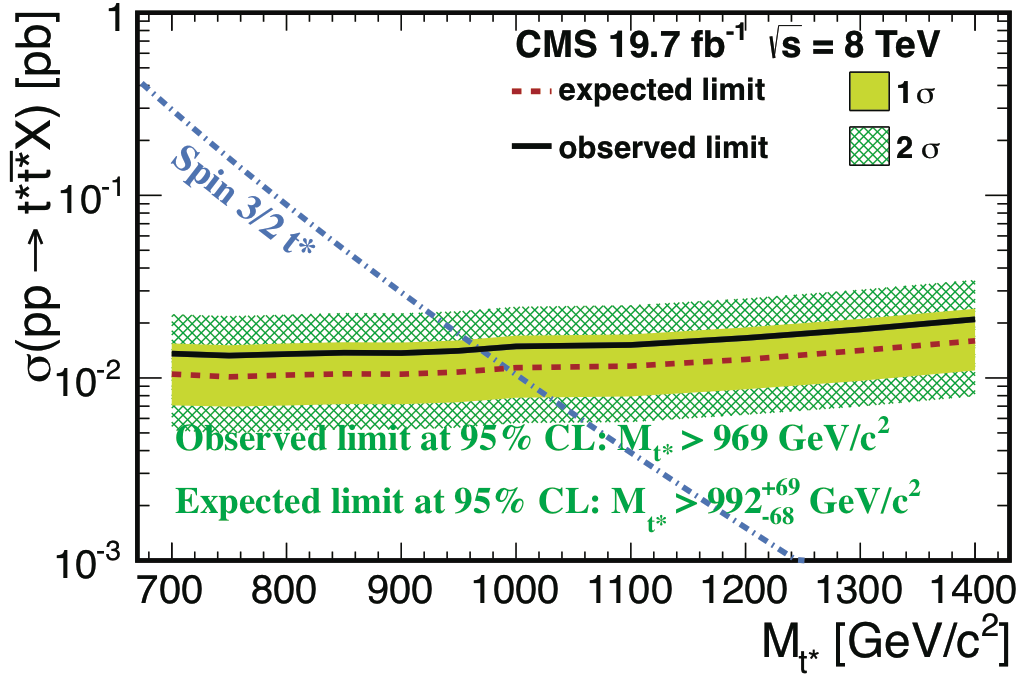 CMS 19.7 fb⁻¹ √s = 8 TeV
expected limit 1 σ
observed limit 2 σ
σ(pp → t*t̅*X) [pb]
1
10⁻¹
10⁻²
10⁻³
Spin 3/2 t*
Observed limit at 95% CL: Mₜ* > 969 GeV/c²
Expected limit at 95% CL: Mₜ* > 992 +69 -68 GeV/c²
700 800 900 1000 1100 1200 1300 1400
Mₜ* [GeV/c²]